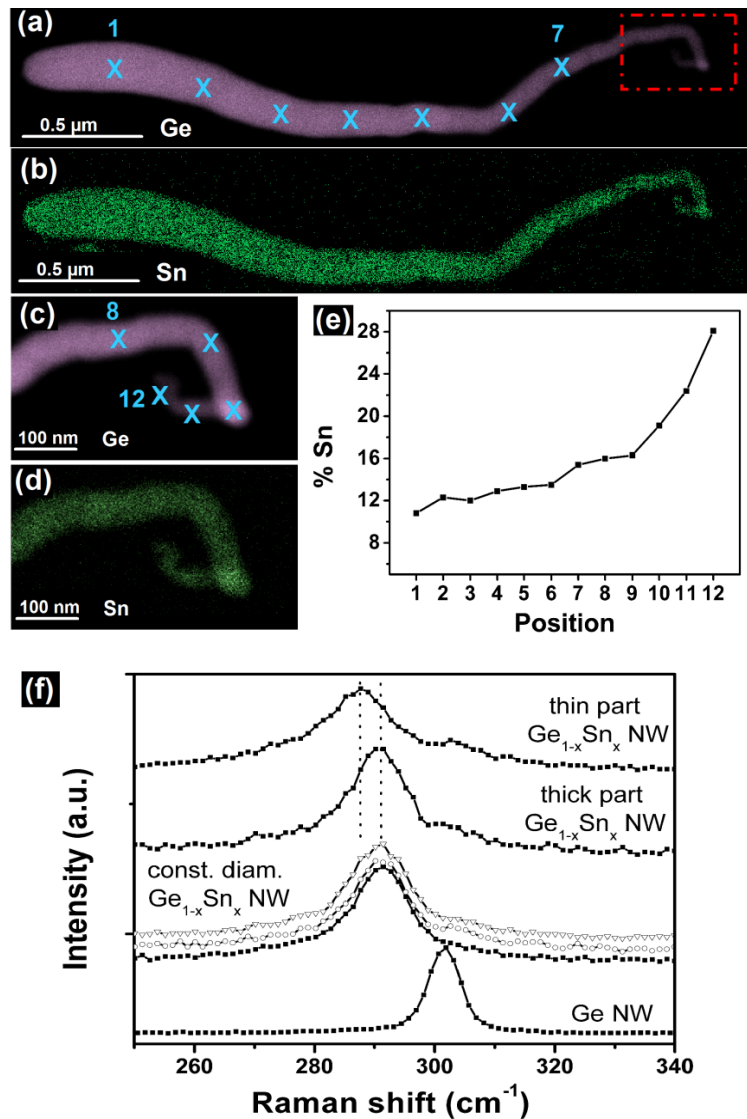 (a)
1
7
0.5 µm
Ge
(b)
0.5 µm
Sn
(c)
8
12
100 nm
Ge
(d)
100 nm
Sn
(e)
28
24
20
16
12
8
% Sn
1 2 3 4 5 6 7 8 9 10 11 12
Position
(f)
thin part
Ge1-xSnx NW
thick part
Ge1-xSnx NW
const. diam.
Ge1-xSnx NW
Ge NW
Intensity (a.u.)
260 280 300 320 340
Raman shift (cm-1)